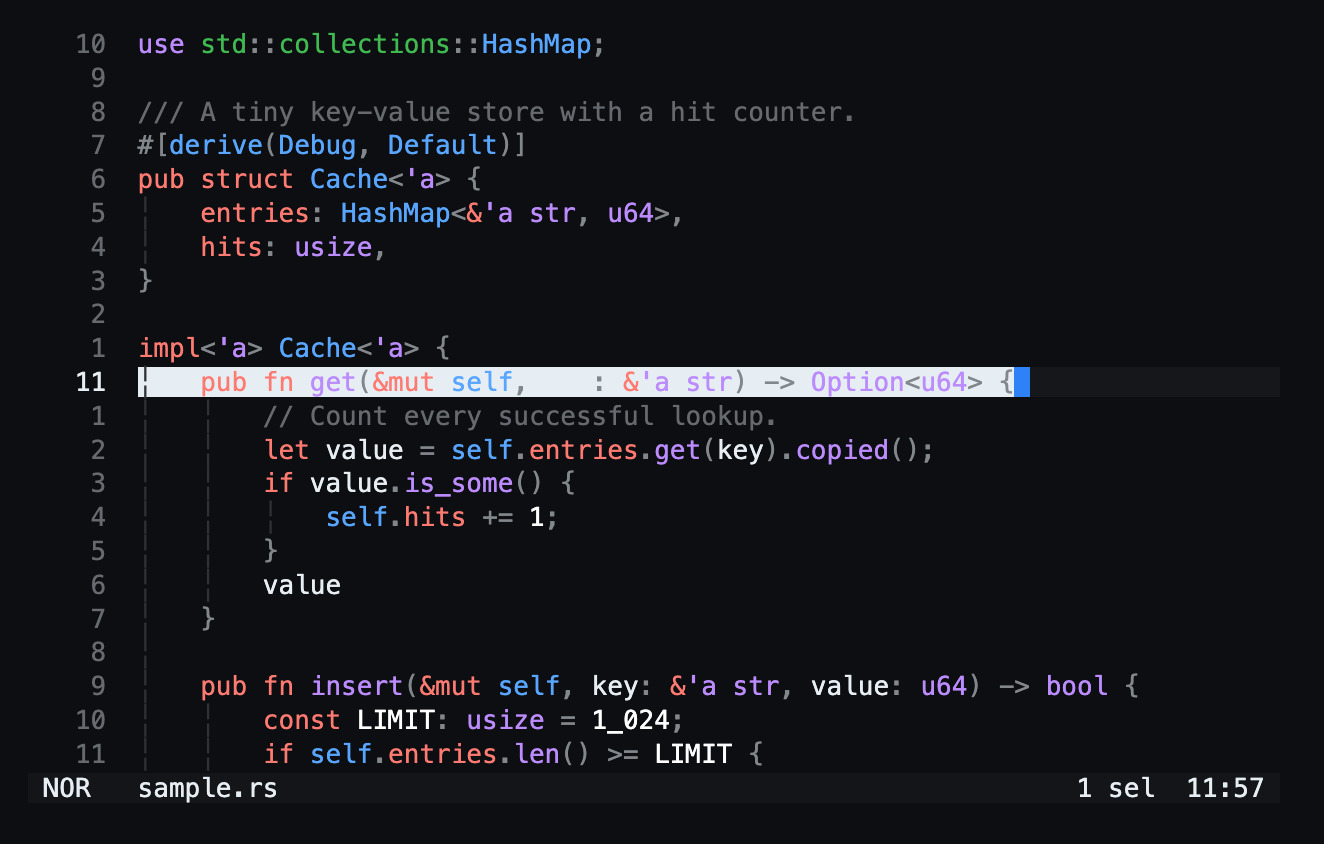 10 use std::collections::HashMap;
9
8 /// A tiny key-value store with a hit counter.
7 #[derive(Debug, Default)]
6 pub struct Cache<'a> {
5     entries: HashMap<&'a str, u64>,
4     hits: usize,
3 }
2
1 impl<'a> Cache<'a> {
11     pub fn get(&mut self,    : &'a str) -> Option<u64> {
1         // Count every successful lookup.
2         let value = self.entries.get(key).copied();
3         if value.is_some() {
4             self.hits += 1;
5         }
6         value
7     }
8
9     pub fn insert(&mut self, key: &'a str, value: u64) -> bool {
10         const LIMIT: usize = 1_024;
11         if self.entries.len() >= LIMIT {
NOR sample.rs 1 sel 11:57